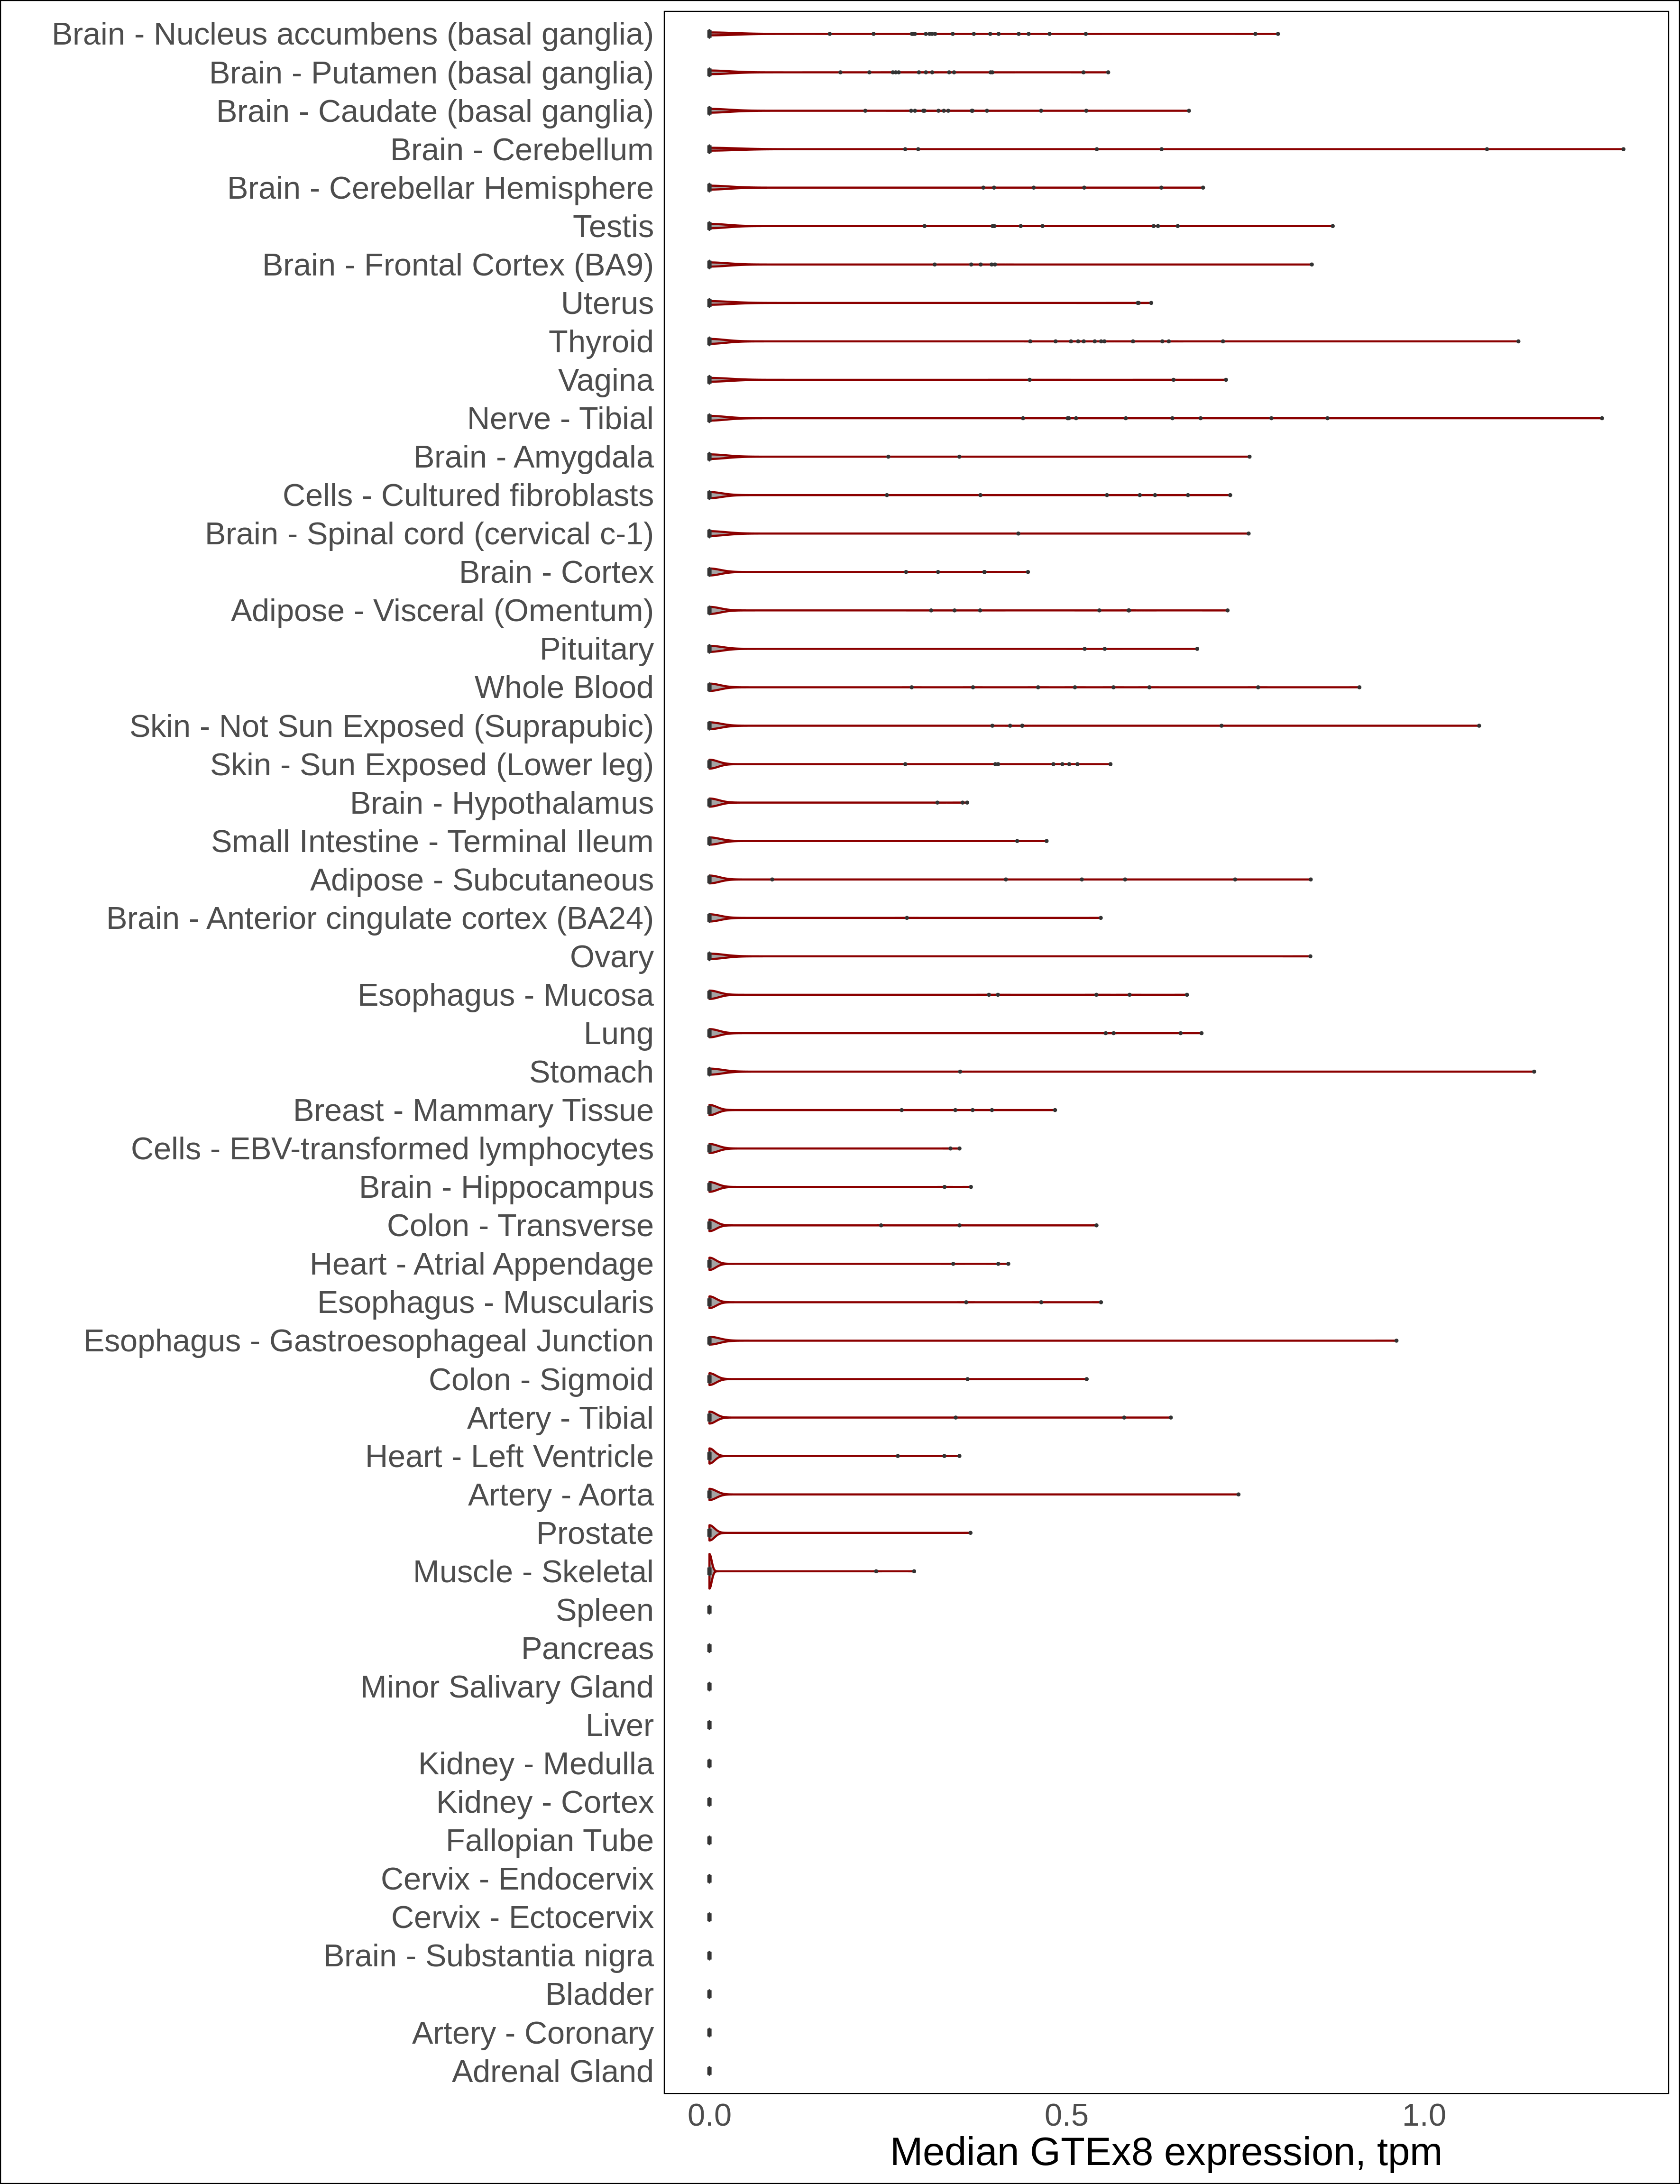 Brain - Nucleus accumbens (basal ganglia)
Brain - Putamen (basal ganglia)
Brain - Caudate (basal ganglia)
Brain - Cerebellum
Brain - Cerebellar Hemisphere
Testis
Brain - Frontal Cortex (BA9)
Uterus
Thyroid
Vagina
Nerve - Tibial
Brain - Amygdala
Cells - Cultured fibroblasts
Brain - Spinal cord (cervical c-1)
Brain - Cortex
Adipose - Visceral (Omentum)
Pituitary
Whole Blood
Skin - Not Sun Exposed (Suprapubic)
Skin - Sun Exposed (Lower leg)
Brain - Hypothalamus
Small Intestine - Terminal Ileum
Adipose - Subcutaneous
Brain - Anterior cingulate cortex (BA24)
Ovary
Esophagus - Mucosa
Lung
Stomach
Breast - Mammary Tissue
Cells - EBV-transformed lymphocytes
Brain - Hippocampus
Colon - Transverse
Heart - Atrial Appendage
Esophagus - Muscularis
Esophagus - Gastroesophageal Junction
Colon - Sigmoid
Artery - Tibial
Heart - Left Ventricle
Artery - Aorta
Prostate
Muscle - Skeletal
Spleen
Pancreas
Minor Salivary Gland
Liver
Kidney - Medulla
Kidney - Cortex
Fallopian Tube
Cervix - Endocervix
Cervix - Ectocervix
Brain - Substantia nigra
Bladder
Artery - Coronary
Adrenal Gland
0.0 0.5 1.0
Median GTEx8 expression, tpm